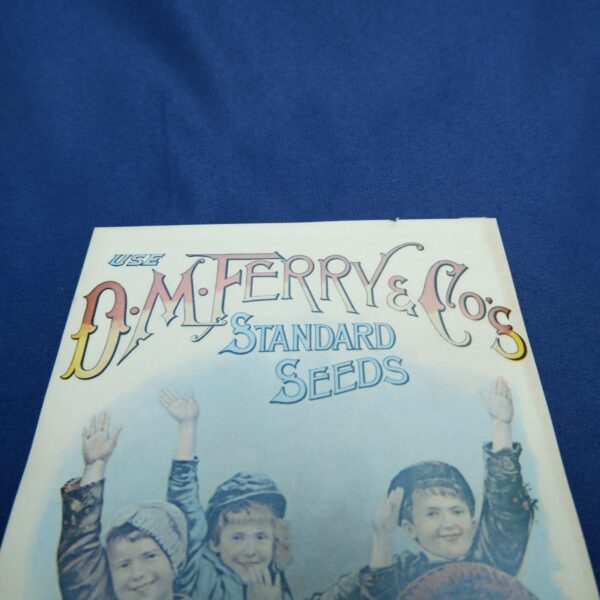 USE
D.M. FERRY & CO'S
STANDARD
SEEDS